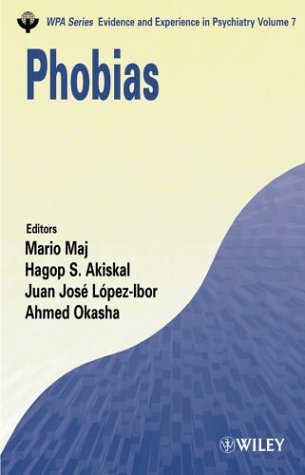 WPA Series Evidence and Experience in Psychiatry Volume 7
Phobias
Editors
Mario Maj
Hagop S. Akiskal
Juan José López-Ibor
Ahmed Okasha
WILEY